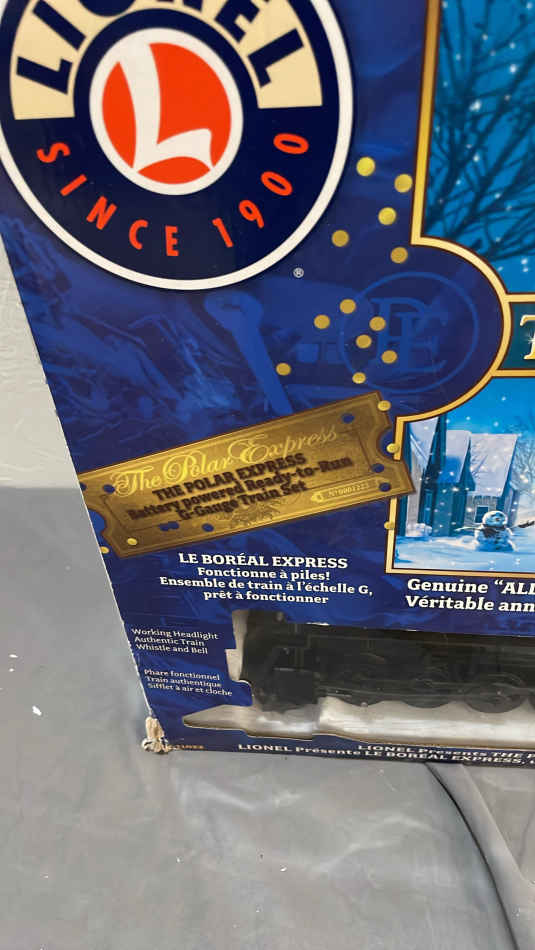 LIONEL
L
SINCE 1900
®
PE
The Polar Express
THE POLAR EXPRESS
Battery powered Ready-to-Run
G-Gauge Train Set
LE BORÉAL EXPRESS
Fonctionne à piles!
Ensemble de train à l'échelle G,
prêt à fonctionner
Genuine "ALL
Véritable ann
Working Headlight
Authentic Train
Whistle and Bell
Phare fonctionnel
Train authentique
Sifflet à air et cloche
LIONEL Presents THE
LIONEL Présente LE BORÉAL EXPRESS,